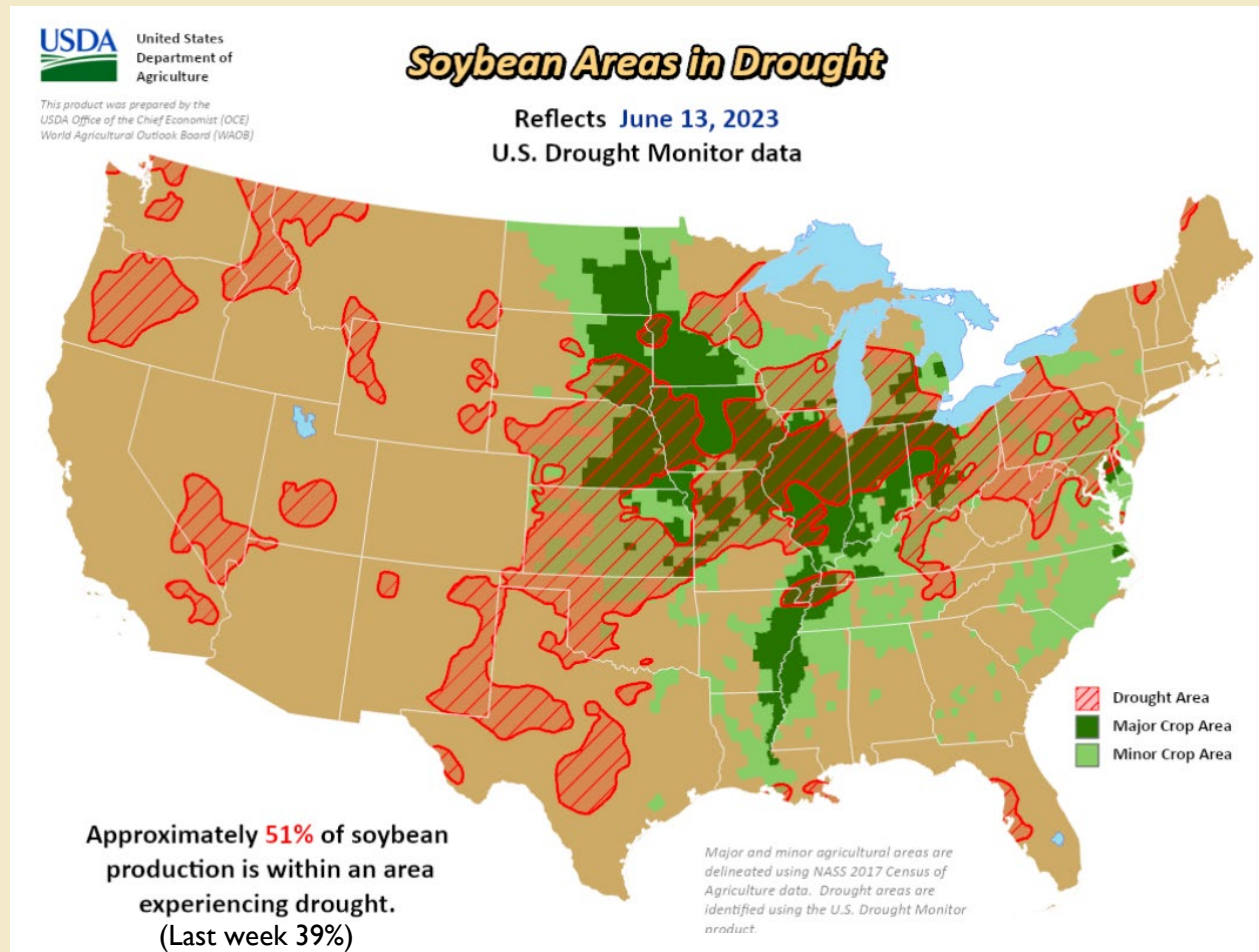 USDA
United States
Department of
Agriculture
This product was prepared by the
USDA Office of the Chief Economist (OCE)
World Agricultural Outlook Board (WAOB)
Soybean Areas in Drought
Reflects June 13, 2023
U.S. Drought Monitor data
Drought Area
Major Crop Area
Minor Crop Area
Approximately 51% of soybean
production is within an area
experiencing drought.
(Last week 39%)
Major and minor agricultural areas are
delineated using NASS 2017 Census of
Agriculture data. Drought areas are
identified using the U.S. Drought Monitor
product.